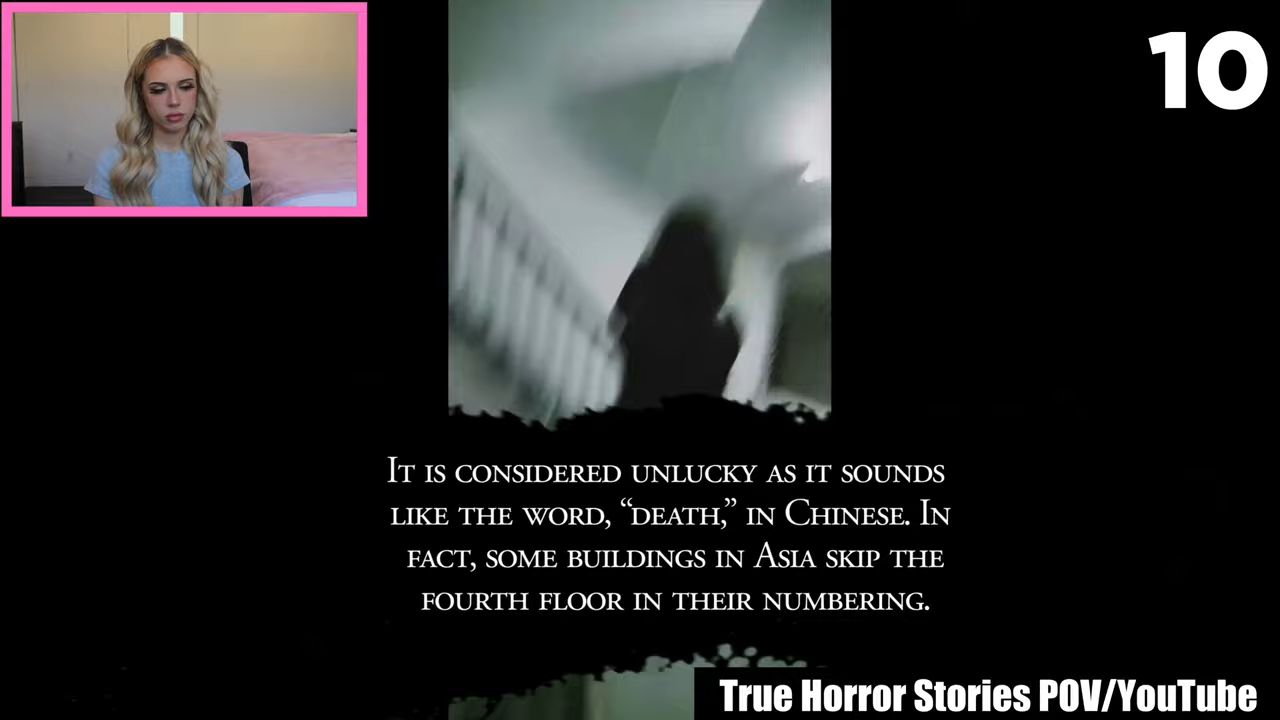 10
It is considered unlucky as it sounds
like the word, “death,” in Chinese. In
fact, some buildings in Asia skip the
fourth floor in their numbering.
True Horror Stories POV/YouTube